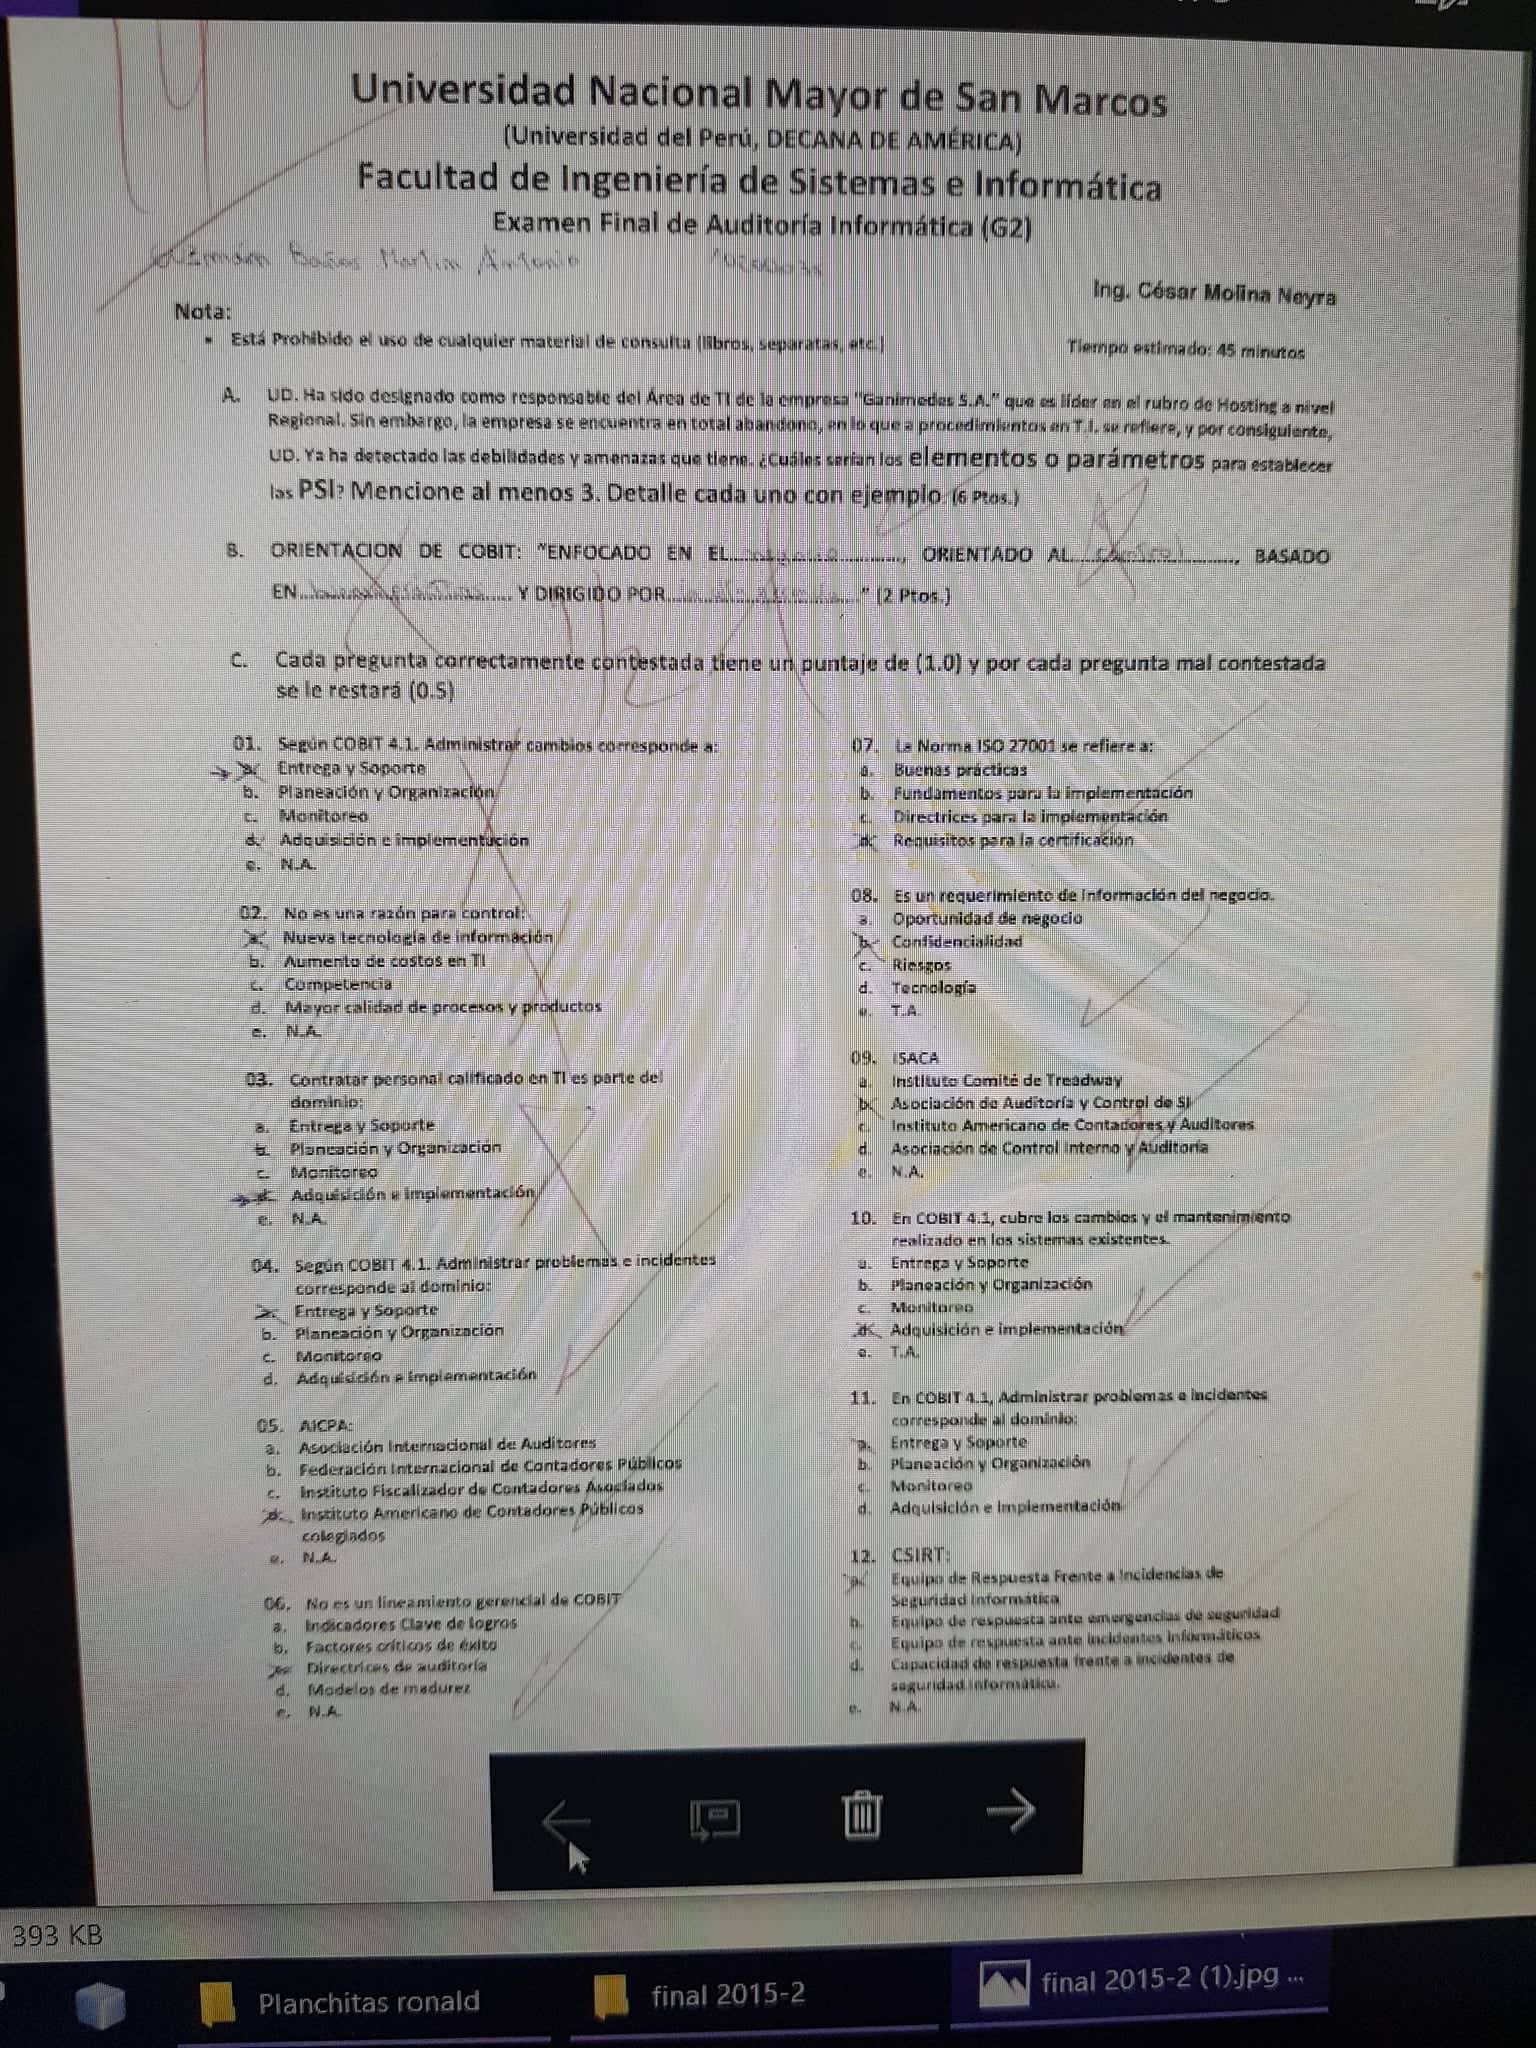 Universidad Nacional Mayor de San Marcos
(Universidad del Perú, DECANA DE AMÉRICA)
Facultad de Ingeniería de Sistemas e Informática
Examen Final de Auditoría Informática (G2)
Antonio
Ing. César Molina Neyra
Nota:
• Está Prohibido el uso de cualquier material de consulta (libros, separatas, etc.)
Tiempo estimado: 45 minutos
A. UD. Ha sido designado como responsable del Área de TI de la empresa "Ganimedes S.A." que es líder en el rubro de Hosting a nivel
Regional. Sin embargo, la empresa se encuentra en total abandono, en lo que a procedimientos en T.I. se refiere, y por consiguiente,
UD. Ya ha detectado las debilidades y amenazas que tiene. ¿Cuáles serían los elementos o parámetros para establecer
las PSI? Mencione al menos 3. Detalle cada uno con ejemplo. (6 Ptos.)
B. ORIENTACION DE COBIT: "ENFOCADO EN EL..............., ORIENTADO AL....control........, BASADO
EN.................. Y DIRIGIDO POR.................." (2 Ptos.)
C. Cada pregunta correctamente contestada tiene un puntaje de (1.0) y por cada pregunta mal contestada
se le restará (0.5)
01. Según COBIT 4.1. Administrar cambios corresponde a:
a. Entrega y Soporte
b. Planeación y Organización
c. Monitoreo
d. Adquisición e implementación
e. N.A.
02. No es una razón para control:
a. Nueva tecnología de información
b. Aumento de costos en TI
c. Competencia
d. Mayor calidad de procesos y productos
e. N.A.
03. Contratar personal calificado en TI es parte del
dominio:
a. Entrega y Soporte
b. Planeación y Organización
c. Monitoreo
d. Adquisición e implementación
e. N.A.
04. Según COBIT 4.1. Administrar problemas e incidentes
corresponde al dominio:
a. Entrega y Soporte
b. Planeación y Organización
c. Monitoreo
d. Adquisición e implementación
05. AICPA:
a. Asociación Internacional de Auditores
b. Federación Internacional de Contadores Públicos
c. Instituto Fiscalizador de Contadores Asociados
d. Instituto Americano de Contadores Públicos
colegiados
e. N.A.
06. No es un lineamiento gerencial de COBIT
a. Indicadores Clave de logros
b. Factores críticos de éxito
c. Directrices de auditoría
d. Modelos de madurez
e. N.A.
07. La Norma ISO 27001 se refiere a:
a. Buenas prácticas
b. Fundamentos para la implementación
c. Directrices para la implementación
d. Requisitos para la certificación
08. Es un requerimiento de información del negocio.
a. Oportunidad de negocio
b. Confidencialidad
c. Riesgos
d. Tecnología
e. T.A.
09. ISACA
a. Instituto Comité de Treadway
b. Asociación de Auditoría y Control de SI
c. Instituto Americano de Contadores y Auditores
d. Asociación de Control Interno y Auditoría
e. N.A.
10. En COBIT 4.1, cubre los cambios y el mantenimiento
realizado en los sistemas existentes.
a. Entrega y Soporte
b. Planeación y Organización
c. Monitoreo
d. Adquisición e implementación
e. T.A.
11. En COBIT 4.1, Administrar problemas e incidentes
corresponde al dominio:
a. Entrega y Soporte
b. Planeación y Organización
c. Monitoreo
d. Adquisición e Implementación
12. CSIRT:
a. Equipo de Respuesta Frente a Incidencias de
Seguridad Informática
b. Equipo de respuesta ante emergencias de seguridad
c. Equipo de respuesta ante incidentes informáticos
d. Capacidad de respuesta frente a incidentes de
seguridad informática.
e. N.A.
393 KB
Planchitas ronald
final 2015-2
final 2015-2 (1).jpg ...